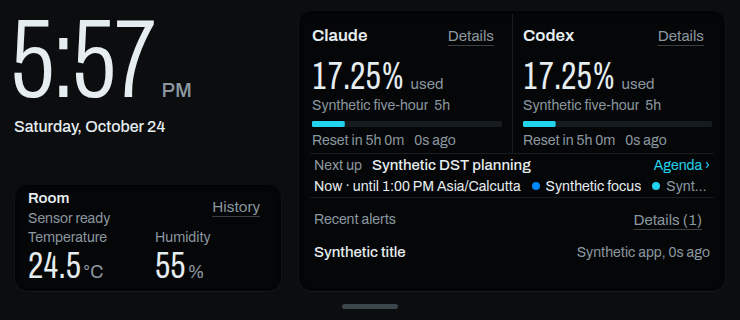 5:57 PM
Saturday, October 24
Room
Sensor ready
History
Temperature
Humidity
24.5 °C
55 %
Claude
Details
17.25% used
Synthetic five-hour 5h
Reset in 5h 0m 0s ago
Codex
Details
17.25% used
Synthetic five-hour 5h
Reset in 5h 0m 0s ago
Next up Synthetic DST planning
Agenda ›
Now · until 1:00 PM Asia/Calcutta
Synthetic focus
Synt...
Recent alerts
Details (1)
Synthetic title
Synthetic app, 0s ago